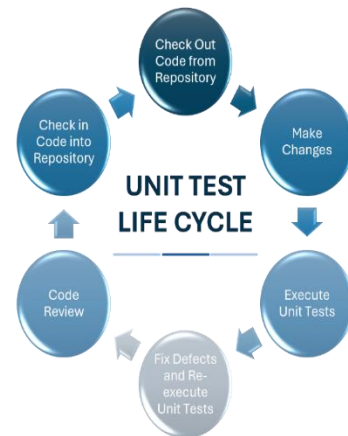 Check Out
Code from
Repository
Make
Changes
Execute
Unit Tests
Fix Defects
and Re-
execute
Unit Tests
Code
Review
Check in
Code into
Repository
UNIT TEST
LIFE CYCLE